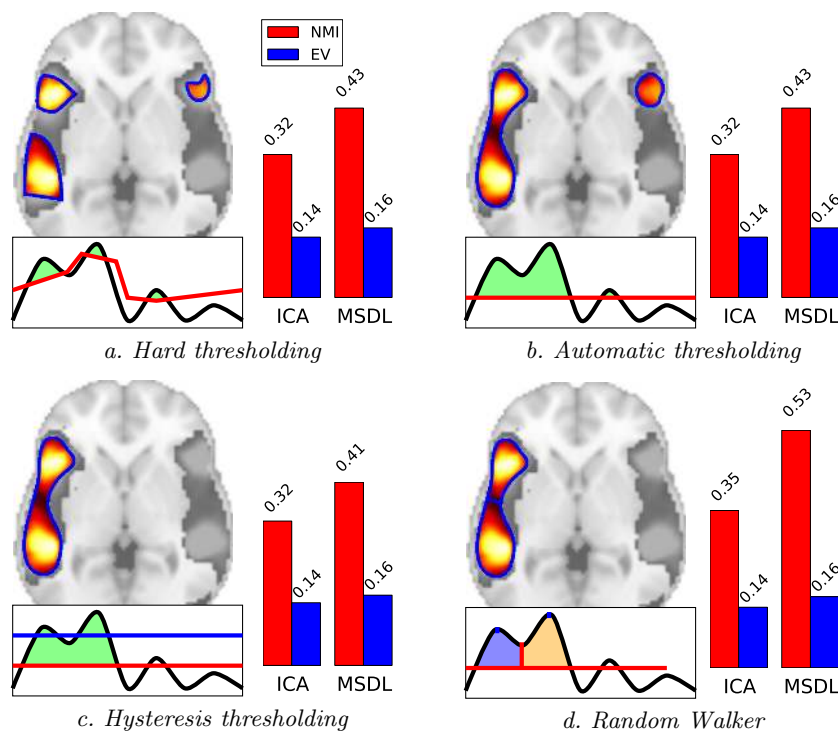 NMI
EV
0.32
0.14
0.43
0.16
ICA
MSDL
a. Hard thresholding
0.32
0.14
0.43
0.16
ICA
MSDL
b. Automatic thresholding
0.32
0.14
0.41
0.16
ICA
MSDL
c. Hysteresis thresholding
0.35
0.14
0.53
0.16
ICA
MSDL
d. Random Walker